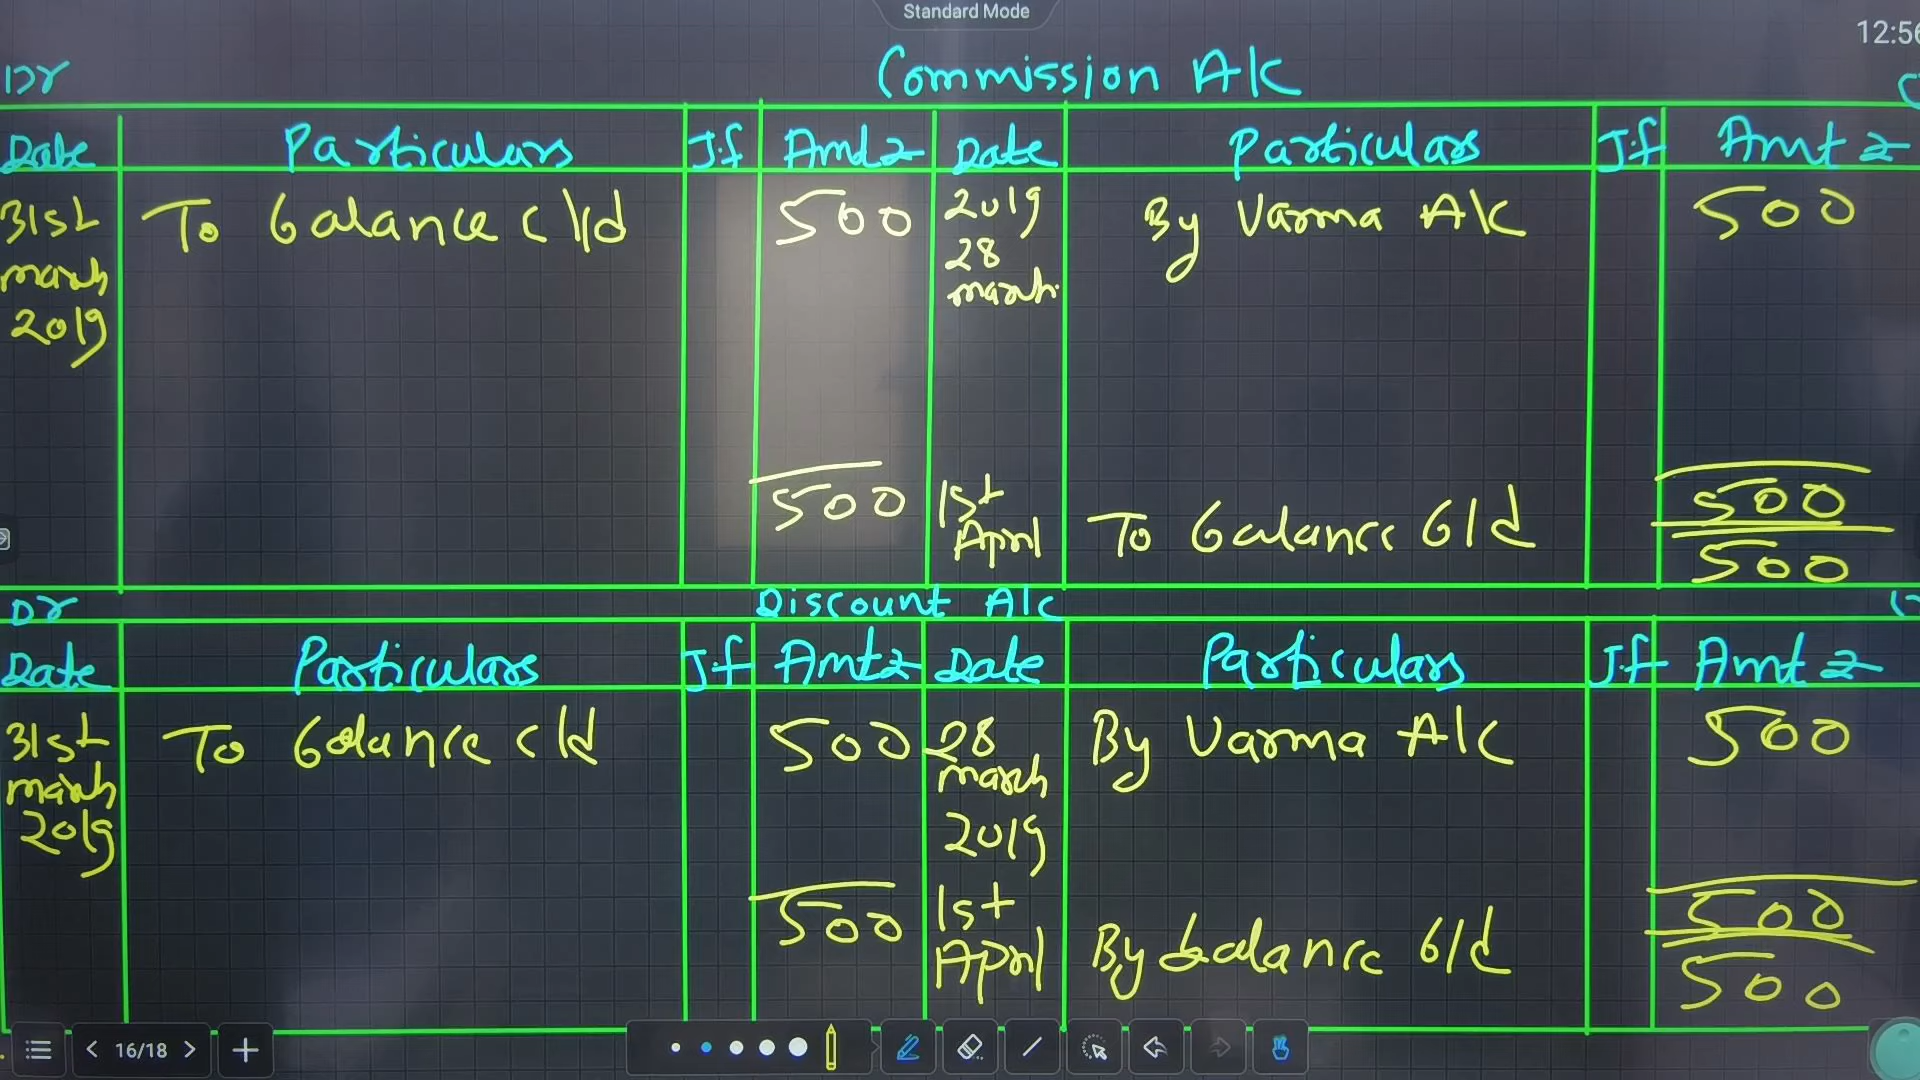 Standard Mode
12:56
Dr Commission A/c C
Date Particulars J.f Amt ₹ Date Particulars J.f Amt ₹
31st march 2019 To balance c/d 500 2019 28 march By Varma A/c 500
500 1st April To balance b/d 500
500
Dr Discount A/c
Date Particulars J.f Amt ₹ Date Particulars J.f Amt ₹
31st march 2019 To balance c/d 500 28 march 2019 By Varma A/c 500
500 1st April By balance b/d 500
500
16/18